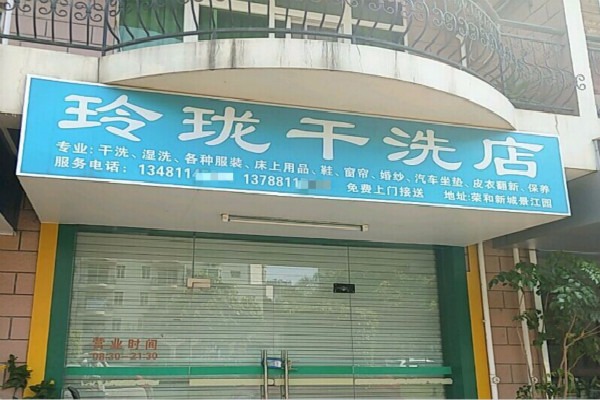 玲珑干洗店
专业:干洗、湿洗、各种服装、床上用品、鞋、窗帘、婚纱、汽车坐垫、皮衣翻新、保养
服务电话：13481 13788 免费上门接送 地址:荣和新城景江园
营业时间
08:30-21:30